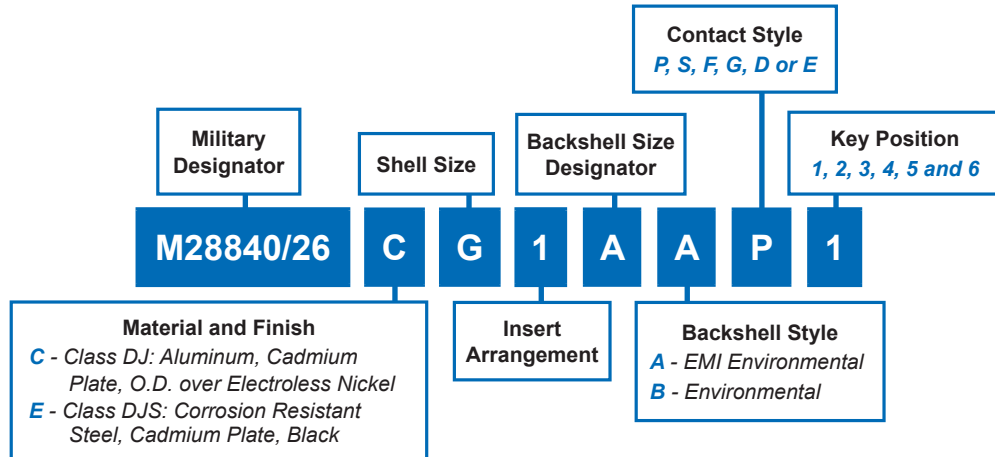 Contact Style
P, S, F, G, D or E
Military
Designator
Shell Size
Backshell Size
Designator
Key Position
1, 2, 3, 4, 5 and 6
M28840/26 C G 1 A A P 1
Material and Finish
C - Class DJ: Aluminum, Cadmium
Plate, O.D. over Electroless Nickel
E - Class DJS: Corrosion Resistant
Steel, Cadmium Plate, Black
Insert
Arrangement
Backshell Style
A - EMI Environmental
B - Environmental